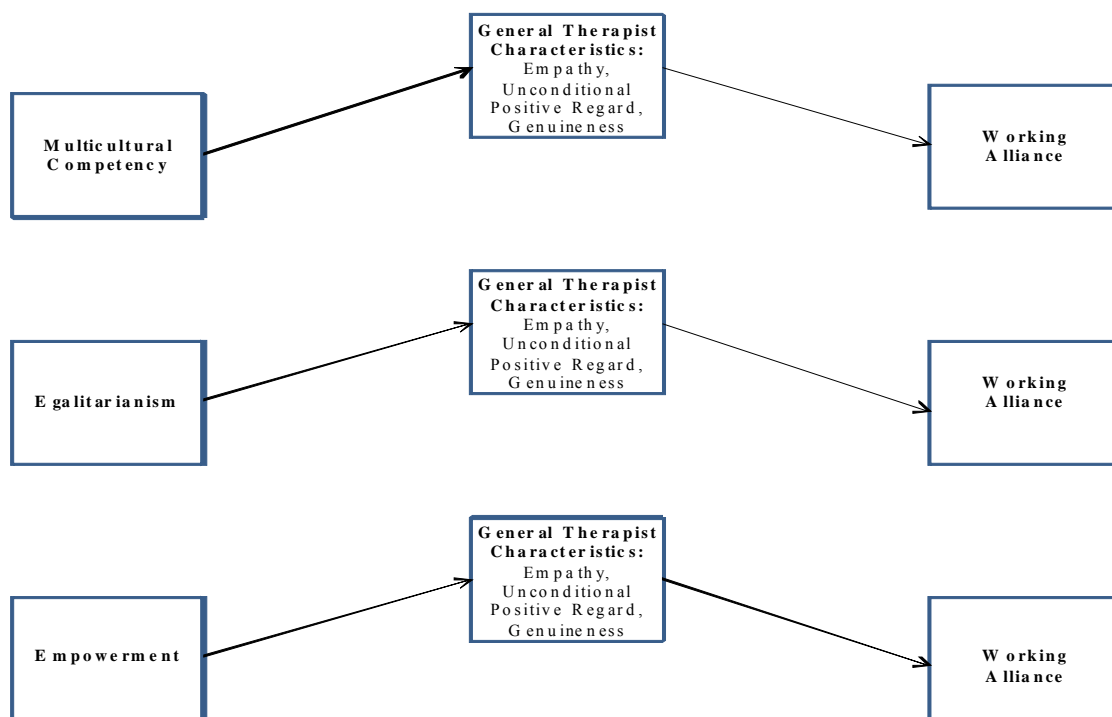 General Therapist
Characteristics:
Empathy,
Unconditional
Positive Regard,
Genuineness
Multicultural
Competency
Working
Alliance
General Therapist
Characteristics:
Empathy,
Unconditional
Positive Regard,
Genuineness
Egalitarianism
Working
Alliance
General Therapist
Characteristics:
Empathy,
Unconditional
Positive Regard,
Genuineness
Empowerment
Working
Alliance